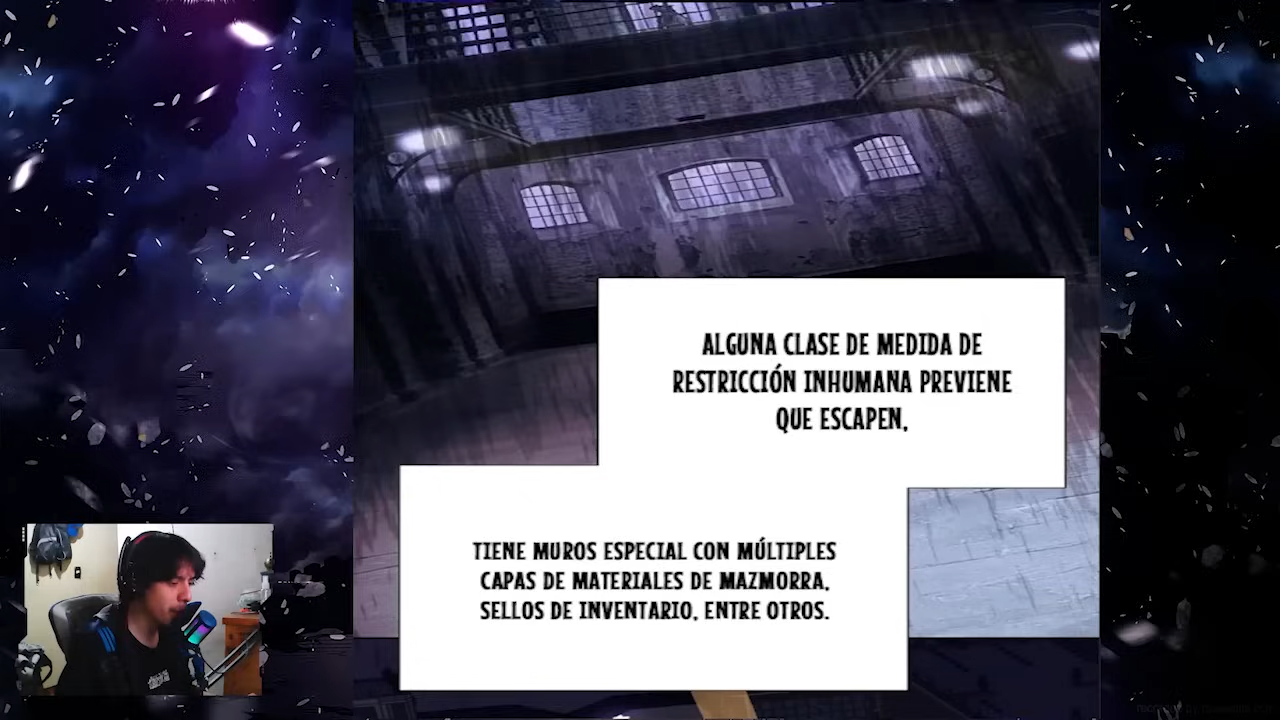 ALGUNA CLASE DE MEDIDA DE
RESTRICCIÓN INHUMANA PREVIENE
QUE ESCAPEN,
TIENE MUROS ESPECIAL CON MÚLTIPLES
CAPAS DE MATERIALES DE MAZMORRA,
SELLOS DE INVENTARIO, ENTRE OTROS.